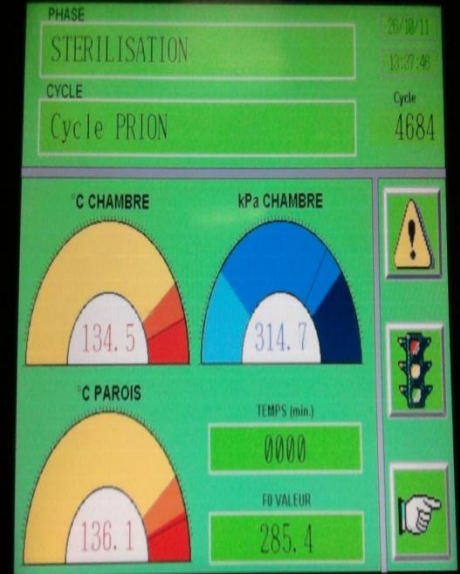 PHASE
STERILISATION
26/10/11
13:37:46
CYCLE
Cycle PRION
Cycle
4684
°C CHAMBRE
kPa CHAMBRE
134.5
314.7
°C PAROIS
TEMPS (min.)
0000
136.1
F0 VALEUR
285.4